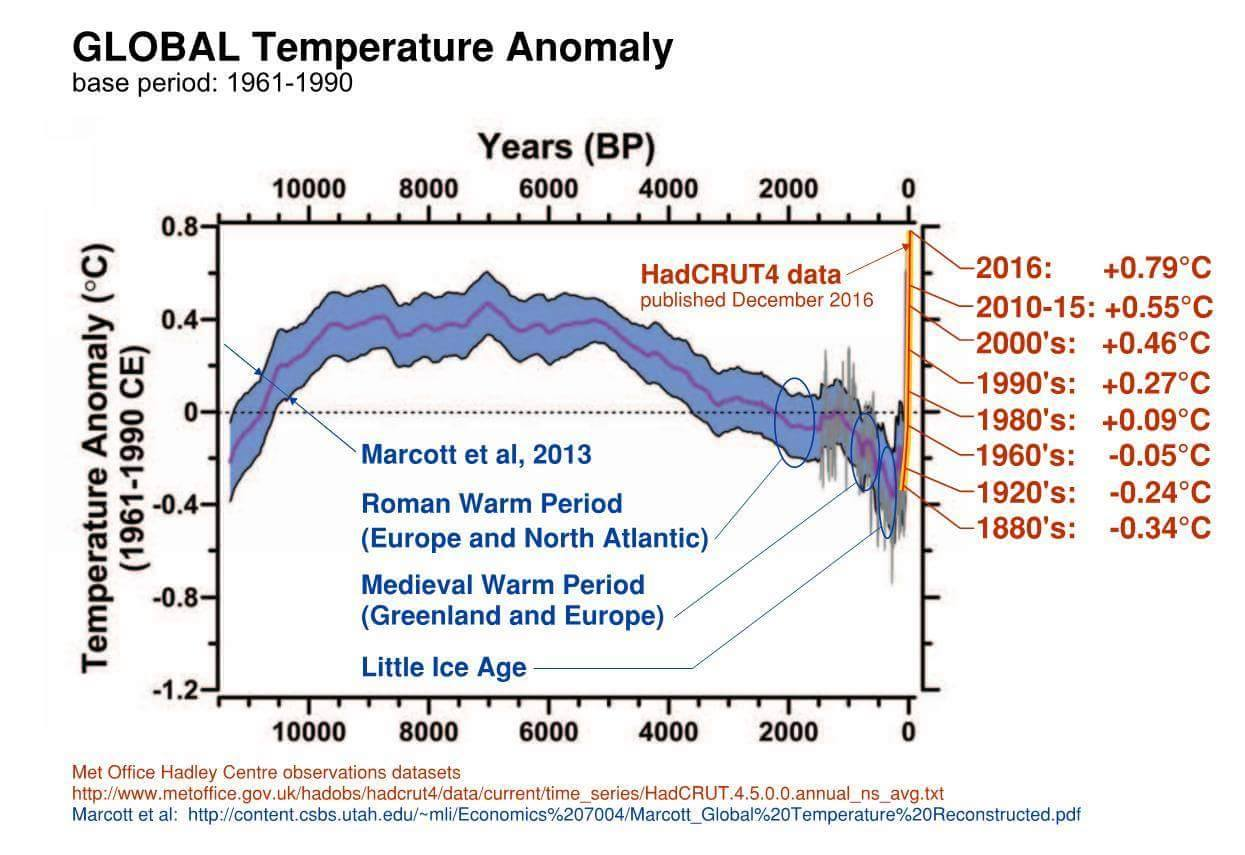 GLOBAL Temperature Anomaly
base period: 1961-1990
Years (BP)
10000 8000 6000 4000 2000 0
Temperature Anomaly (°C)
(1961-1990 CE)
0.8
0.4
0
-0.4
-0.8
-1.2
HadCRUT4 data
published December 2016
Marcott et al, 2013
Roman Warm Period
(Europe and North Atlantic)
Medieval Warm Period
(Greenland and Europe)
Little Ice Age
2016: +0.79°C
2010-15: +0.55°C
2000's: +0.46°C
1990's: +0.27°C
1980's: +0.09°C
1960's: -0.05°C
1920's: -0.24°C
1880's: -0.34°C
10000 8000 6000 4000 2000 0
Met Office Hadley Centre observations datasets
http://www.metoffice.gov.uk/hadobs/hadcrut4/data/current/time_series/HadCRUT.4.5.0.0.annual_ns_avg.txt
Marcott et al: http://content.csbs.utah.edu/~mli/Economics%207004/Marcott_Global%20Temperature%20Reconstructed.pdf